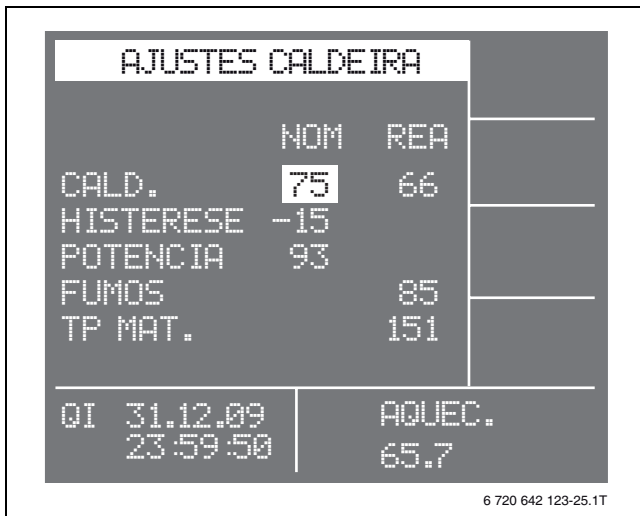 AJUSTES CALDEIRA
NOM REA
CALD. 75 66
HISTERESE -15
POTENCIA 93
FUMOS 85
TP MAT. 151
QI 31.12.09 AQUEC.
23:59:50 65.7
6 720 642 123-25.1T